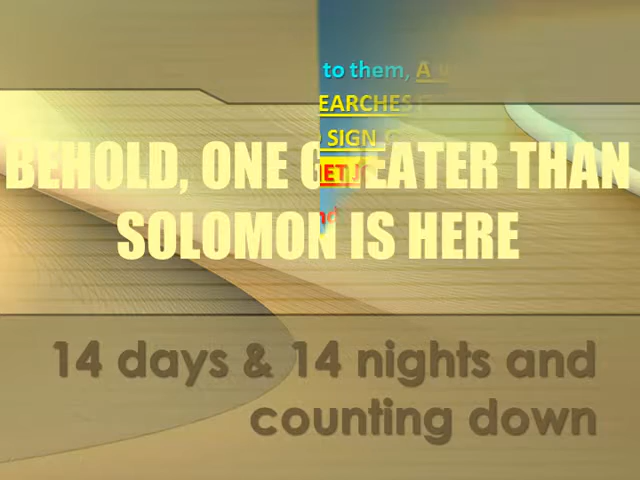 to them, A
EARCHES
SIGN
BEHOLD, ONE GREATER THAN
SOLOMON IS HERE
14 days & 14 nights and
counting down